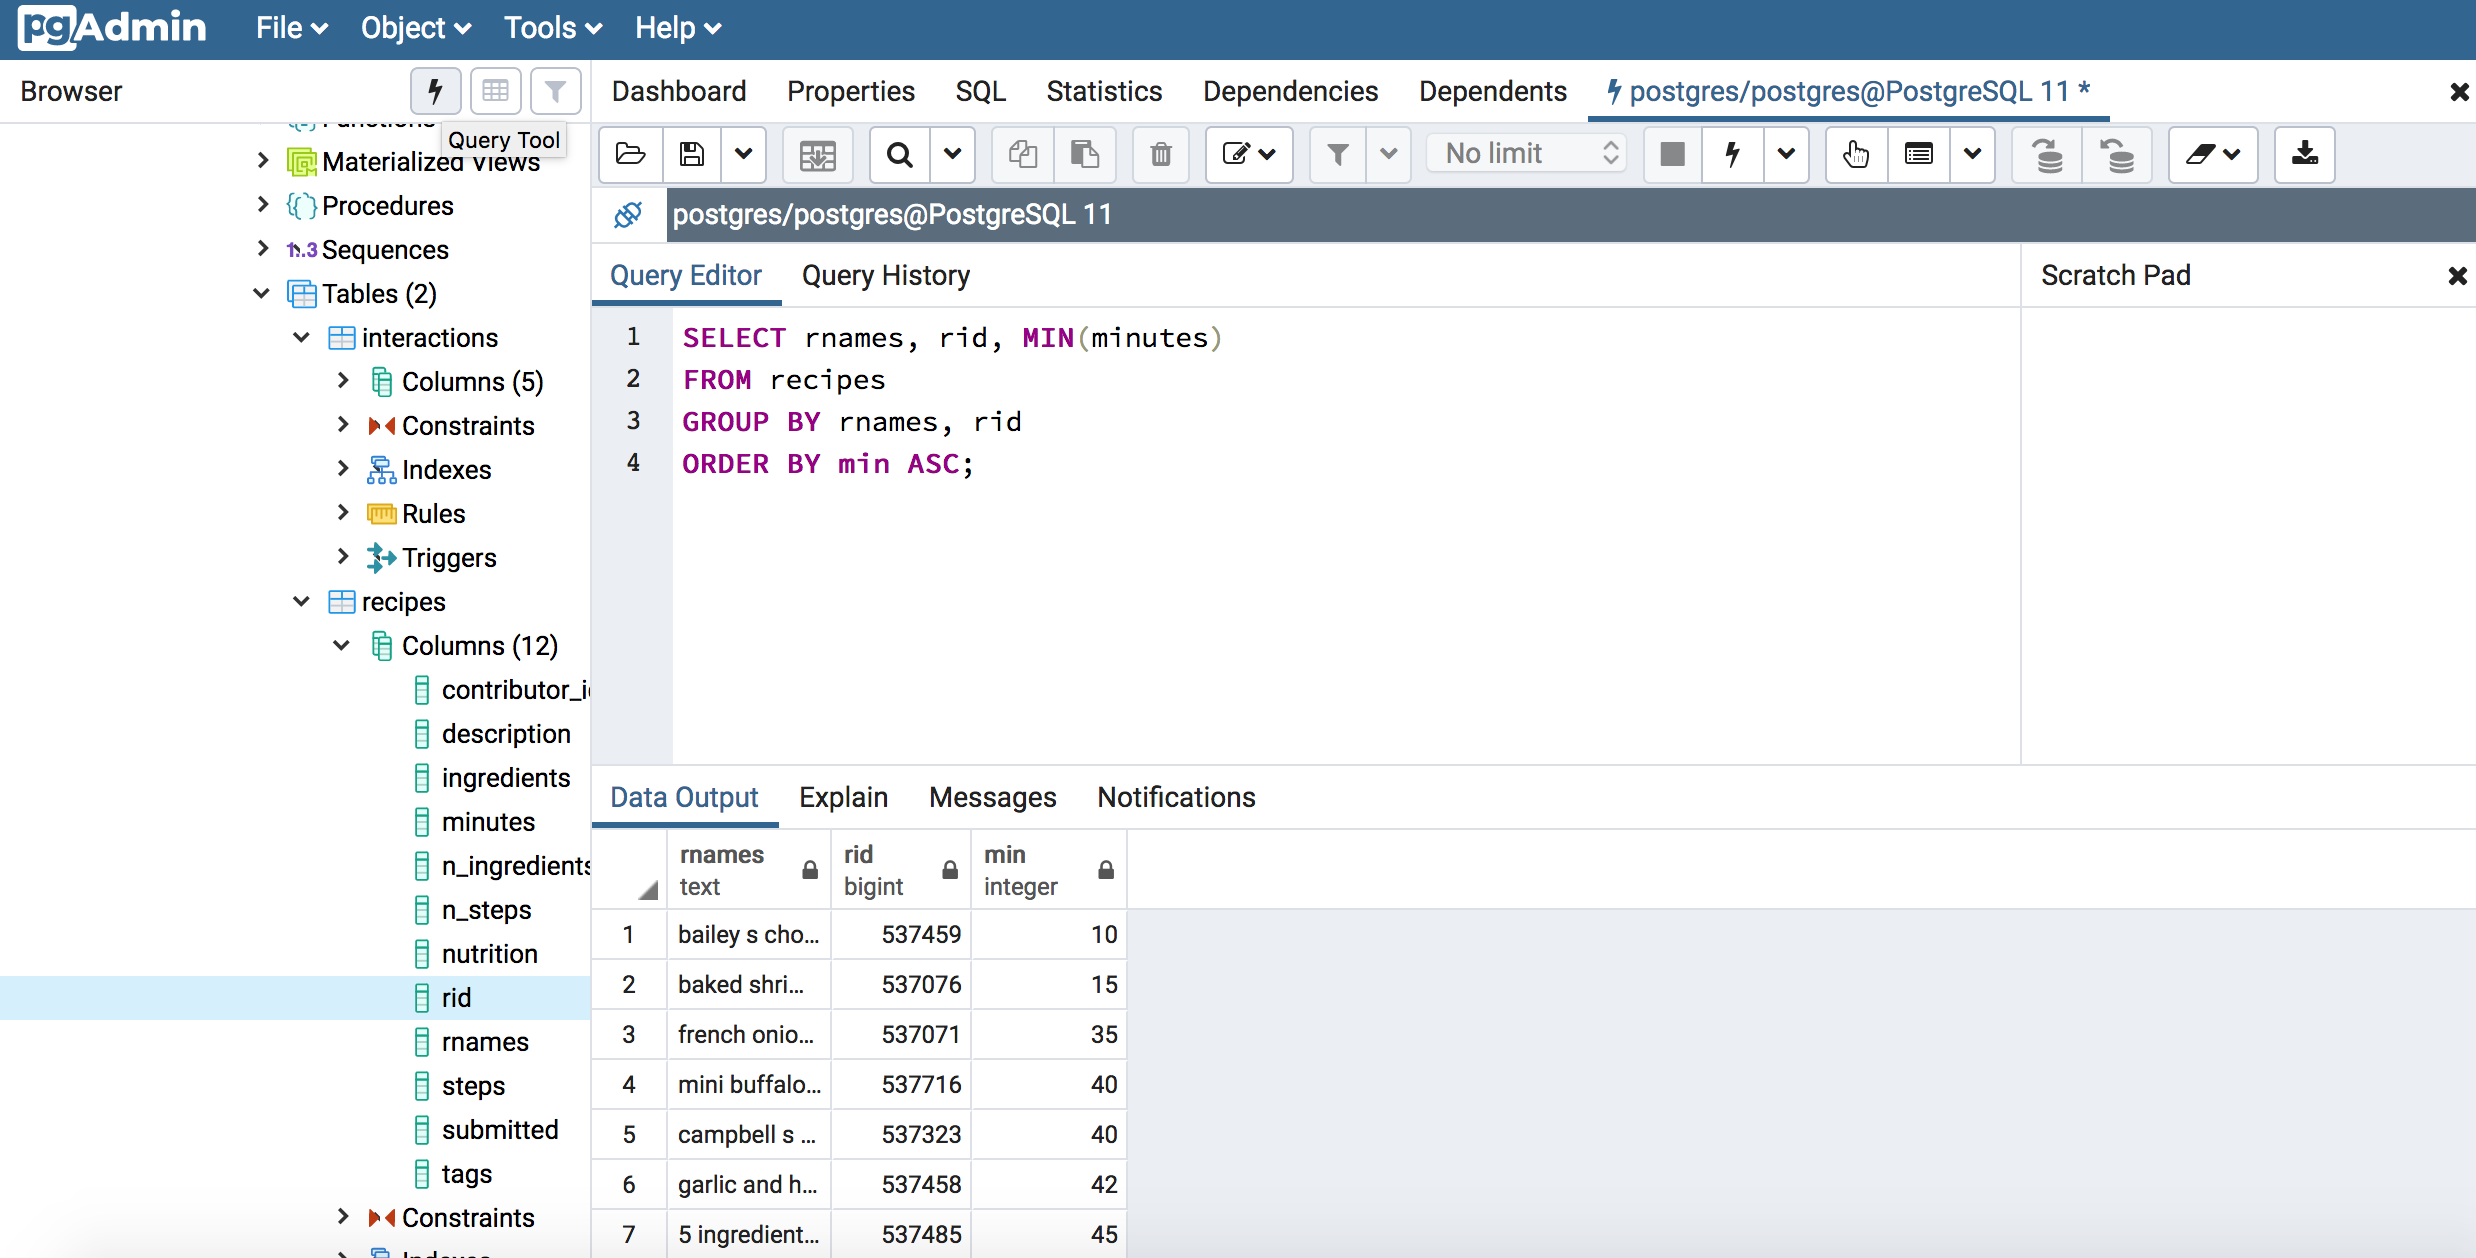 pgAdmin File Object Tools Help
Browser
Query Tool
Dashboard Properties SQL Statistics Dependencies Dependents postgres/postgres@PostgreSQL 11 *
No limit
postgres/postgres@PostgreSQL 11
Functions
Materialized Views
Procedures
1..3 Sequences
Tables (2)
interactions
Columns (5)
Constraints
Indexes
Rules
Triggers
recipes
Columns (12)
contributor_i
description
ingredients
minutes
n_ingredients
n_steps
nutrition
rid
rnames
steps
submitted
tags
Constraints
Indexes
Query Editor Query History
Scratch Pad
1 SELECT rnames, rid, MIN(minutes)
2 FROM recipes
3 GROUP BY rnames, rid
4 ORDER BY min ASC;
Data Output Explain Messages Notifications
rnames rid min
text bigint integer
1 bailey s cho... 537459 10
2 baked shri... 537076 15
3 french onio... 537071 35
4 mini buffalo... 537716 40
5 campbell s ... 537323 40
6 garlic and h... 537458 42
7 5 ingredient... 537485 45